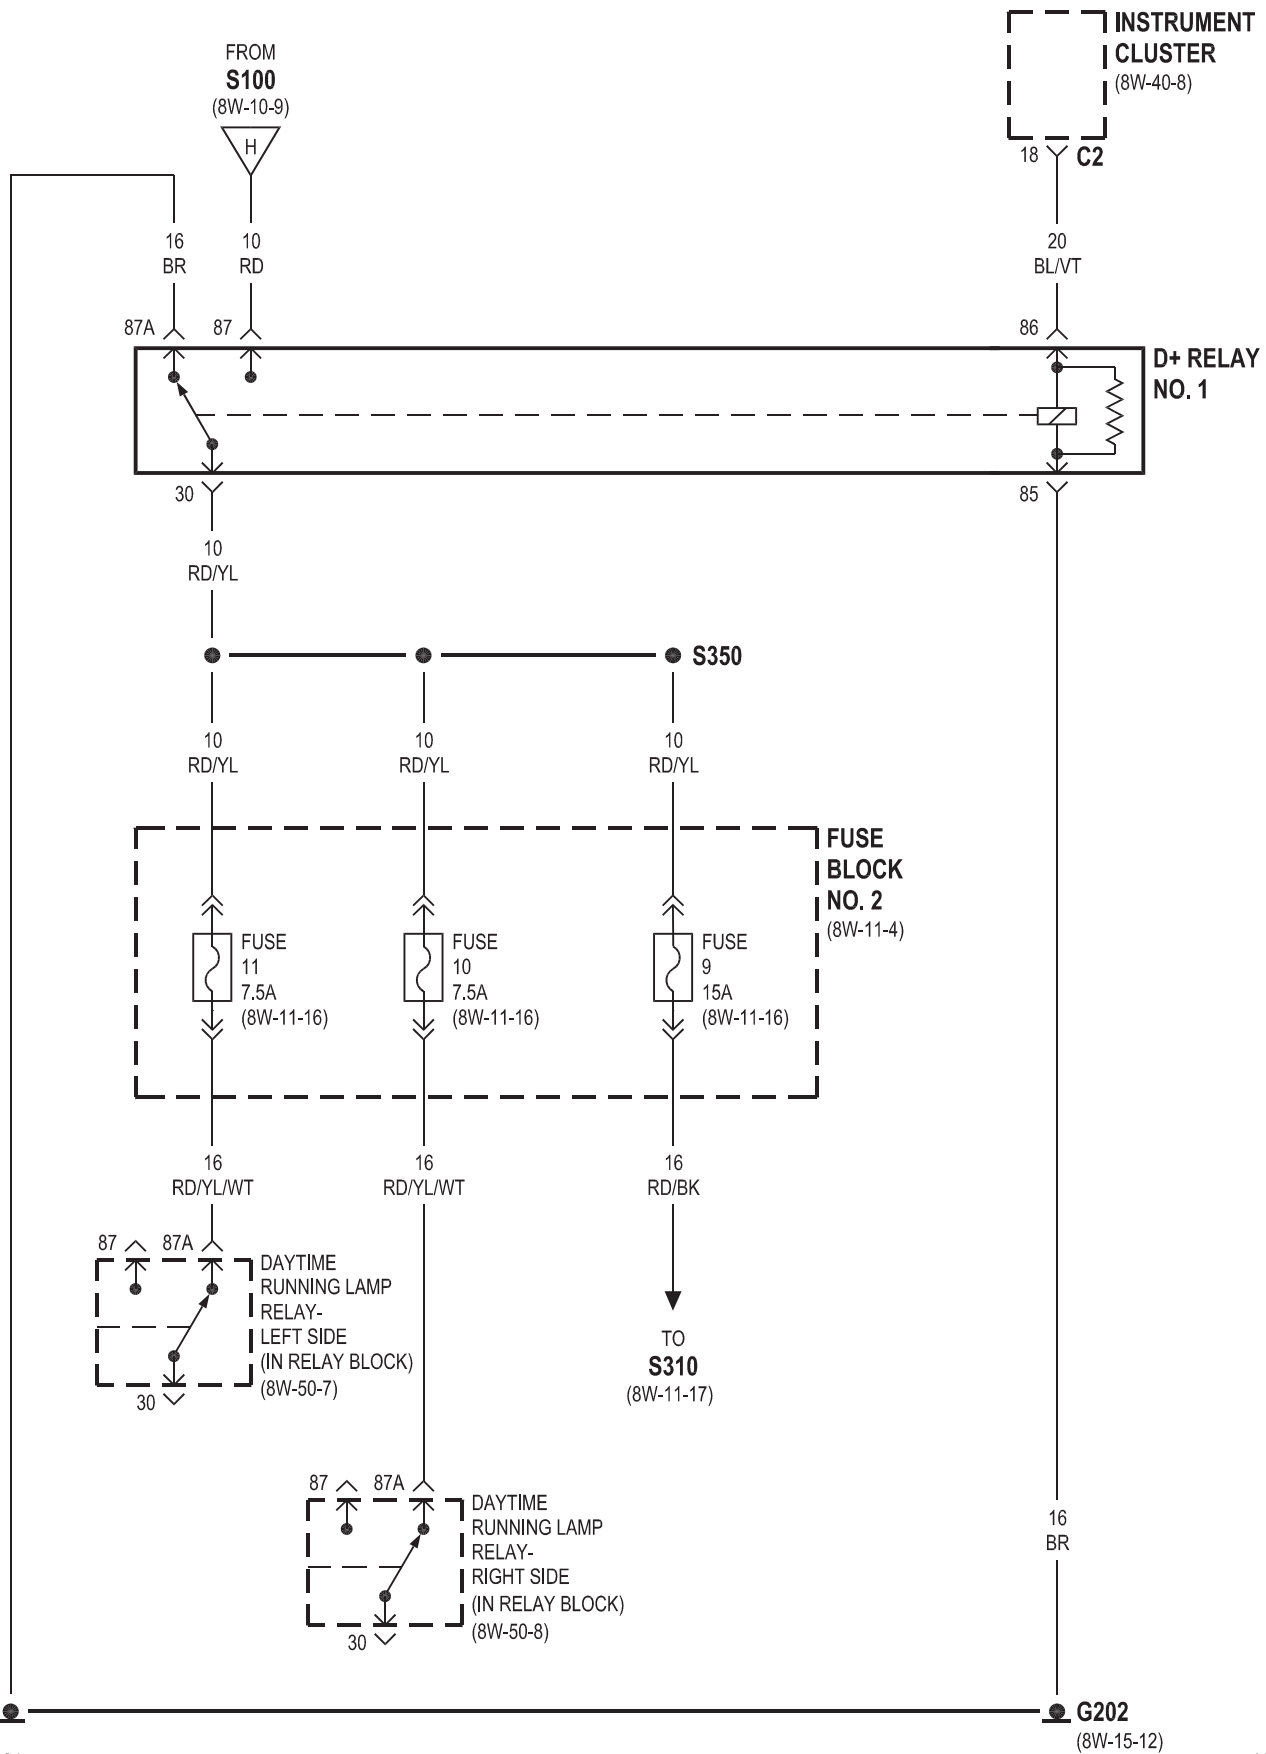 FROM
S100
(8W-10-9)
H
INSTRUMENT
CLUSTER
(8W-40-8)
18
C2
16
BR
10
RD
20
BL/VT
87A
87
86
D+ RELAY
NO. 1
30
85
10
RD/YL
S350
10
RD/YL
10
RD/YL
10
RD/YL
FUSE
BLOCK
NO. 2
(8W-11-4)
FUSE
11
7.5A
(8W-11-16)
FUSE
10
7.5A
(8W-11-16)
FUSE
9
15A
(8W-11-16)
16
RD/YL/WT
16
RD/YL/WT
16
RD/BK
87
87A
DAYTIME
RUNNING LAMP
RELAY-
LEFT SIDE
(IN RELAY BLOCK)
(8W-50-7)
30
TO
S310
(8W-11-17)
87
87A
DAYTIME
RUNNING LAMP
RELAY-
RIGHT SIDE
(IN RELAY BLOCK)
(8W-50-8)
30
16
BR
G202
(8W-15-12)